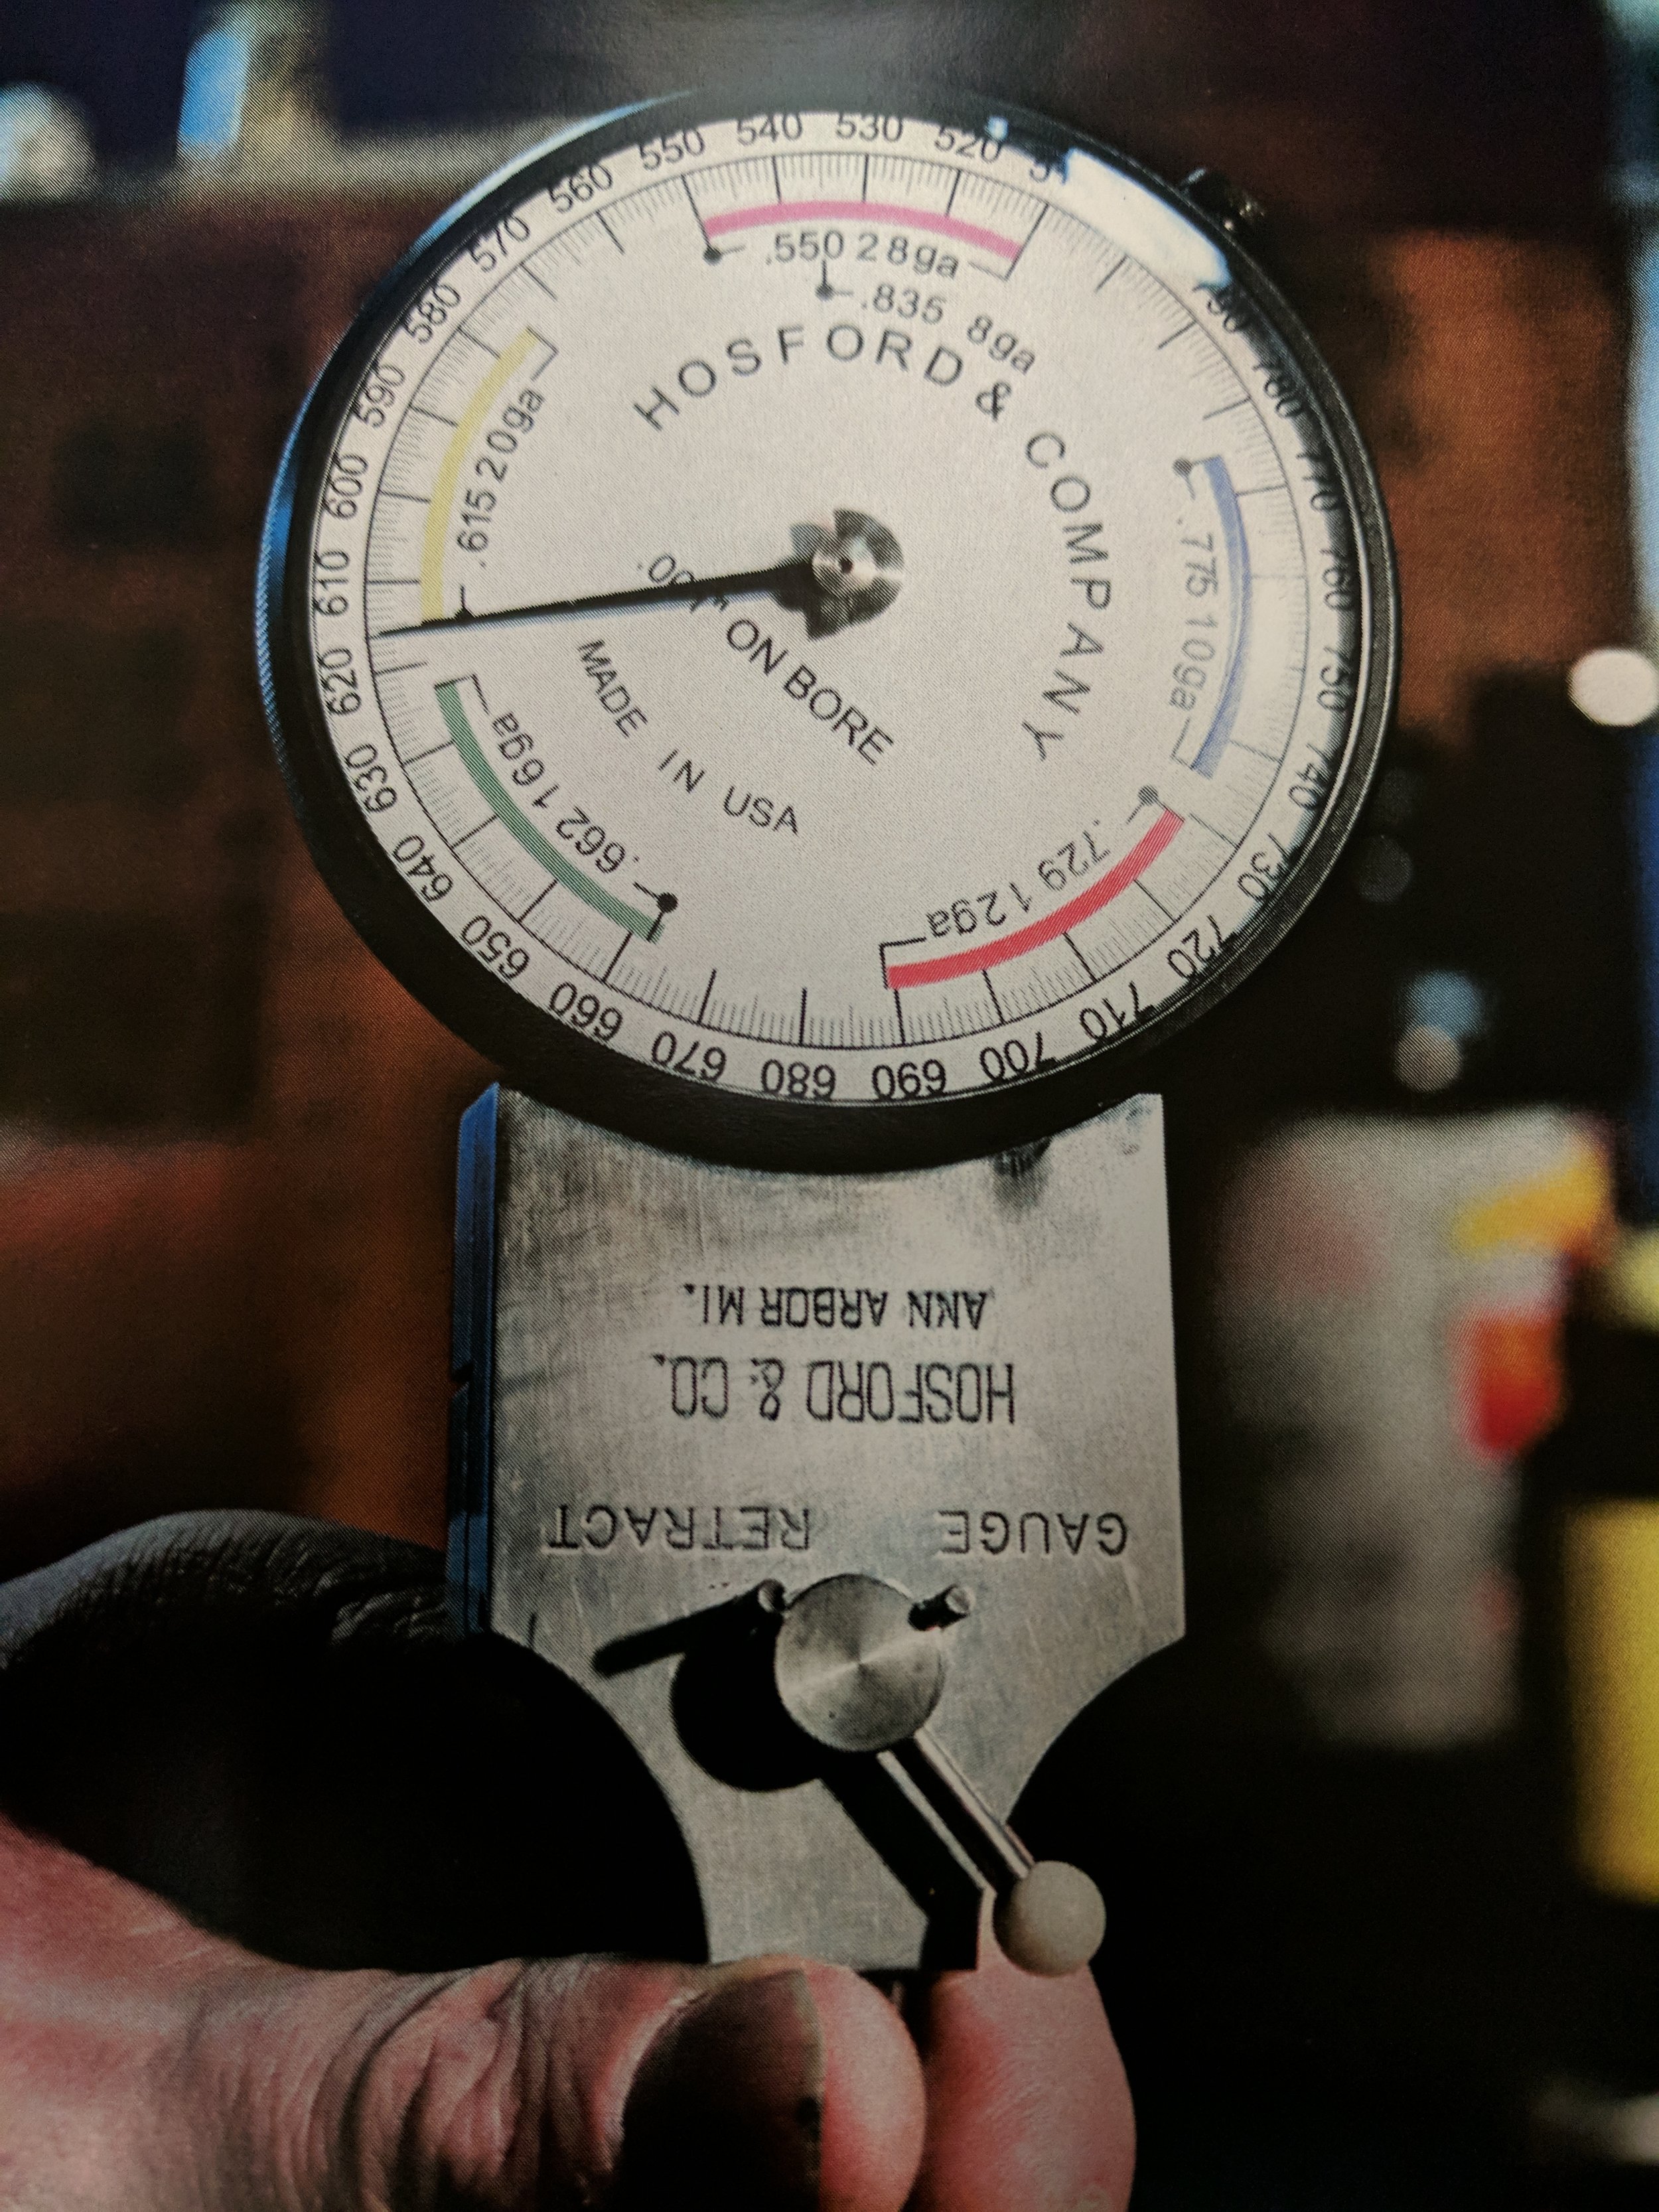 520
530
540
550
560
570
580
590
600
610
620
630
640
650
660
670
680
690
700
710
720
730
740
750
760
770
780
790
.550 28ga
.835 8ga
.615 20ga
.662 16ga
.729 12ga
.775 10ga
HOSFORD & COMPANY
ON BORE
MADE IN USA
GAUGE RETRACT
HOSFORD & CO.
ANN ARBOR MI.